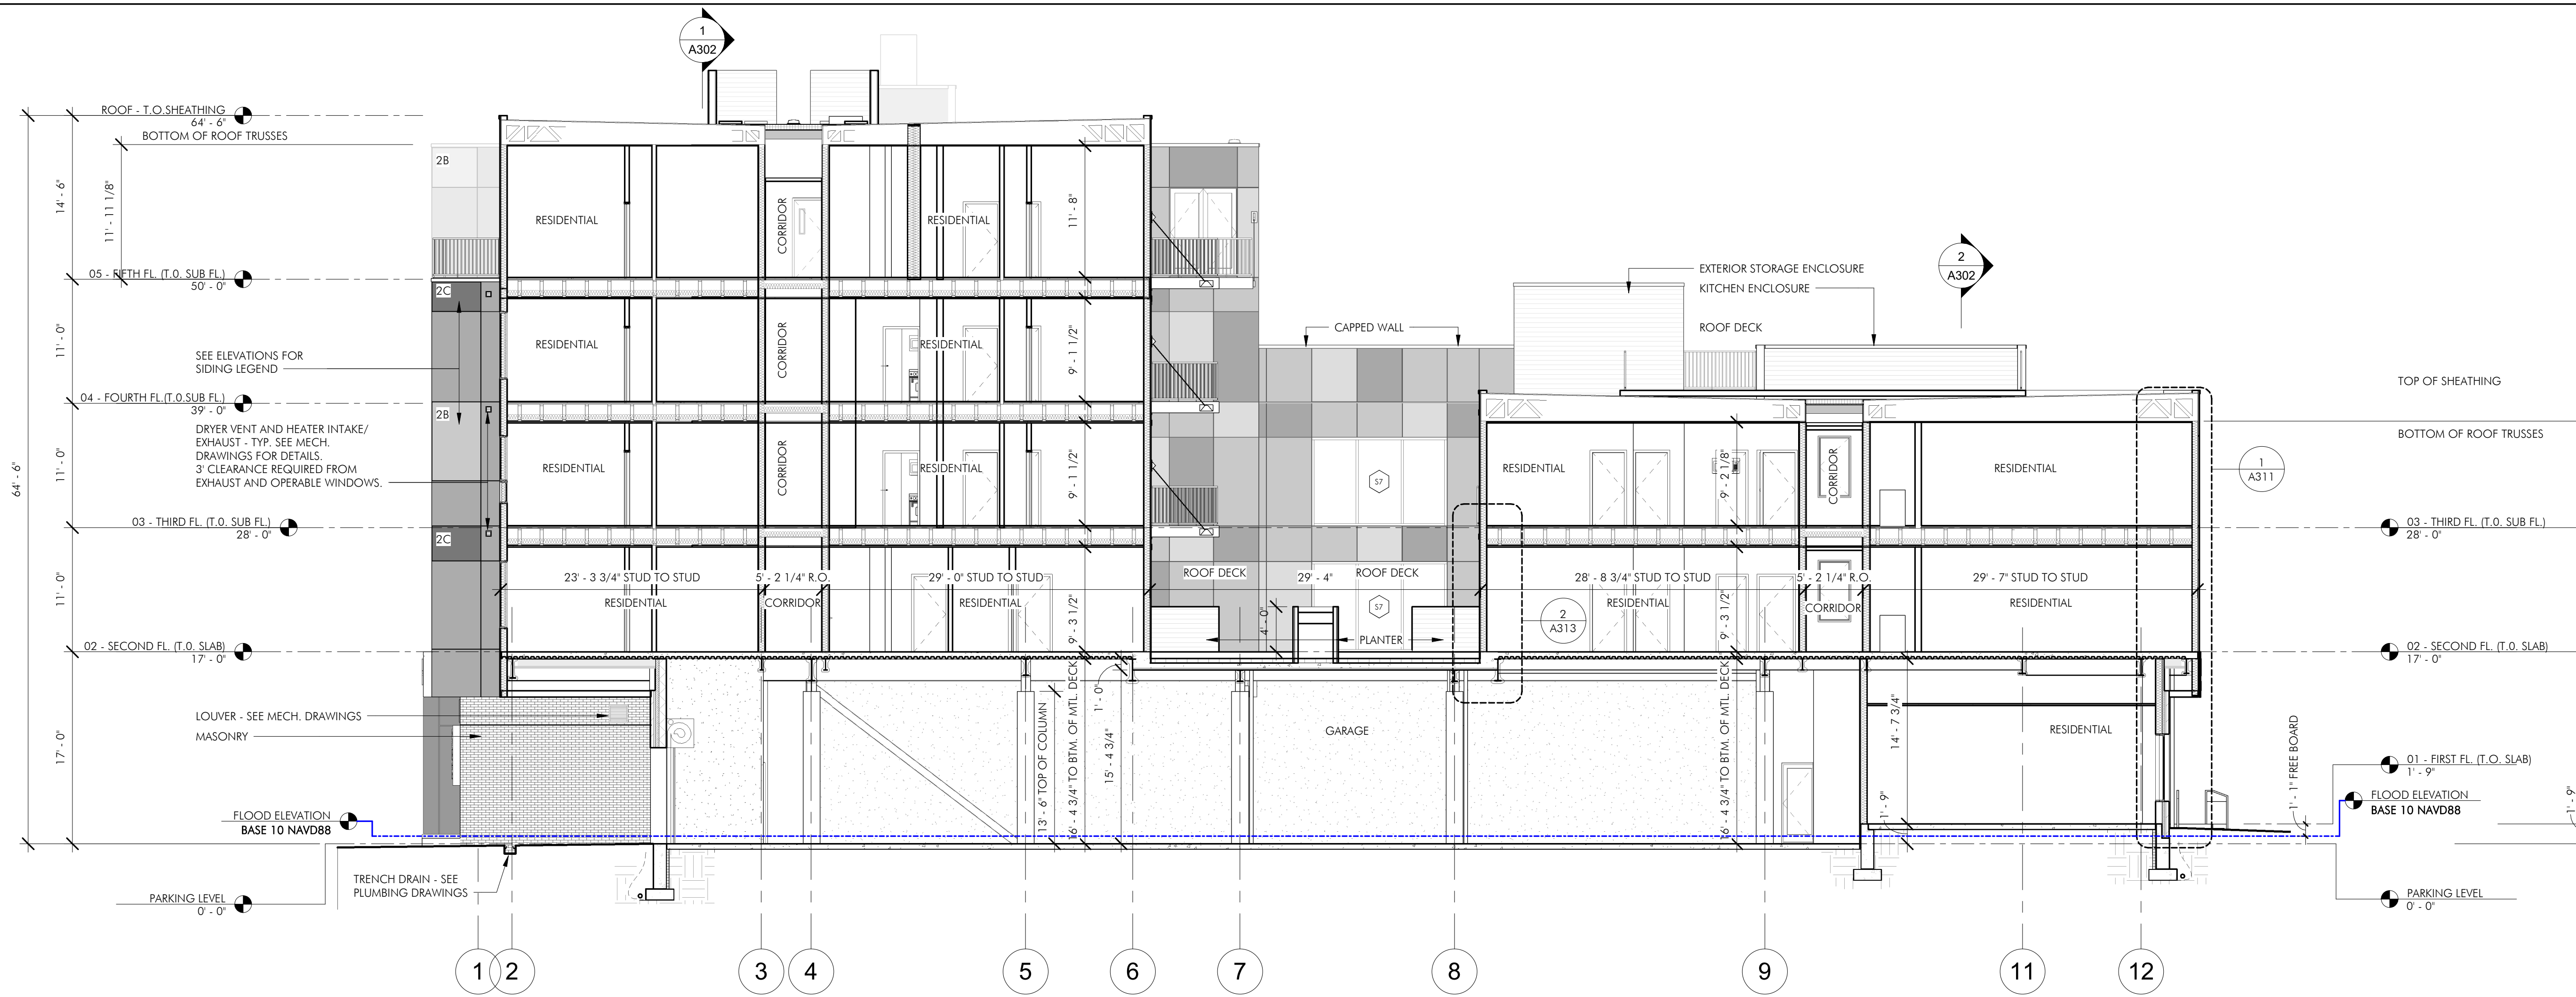 1
A302
ROOF - T.O.SHEATHING
64' - 6"
BOTTOM OF ROOF TRUSSES
2B
14' - 6"
11' - 11 1/8"
RESIDENTIAL
CORRIDOR
RESIDENTIAL
11' - 8"
05 - FIFTH FL. (T.0. SUB FL.)
50' - 0"
2C
EXTERIOR STORAGE ENCLOSURE
KITCHEN ENCLOSURE
2
A302
ROOF DECK
CAPPED WALL
11' - 0"
SEE ELEVATIONS FOR
SIDING LEGEND
RESIDENTIAL
CORRIDOR
RESIDENTIAL
9' - 1 1/2"
TOP OF SHEATHING
04 - FOURTH FL.(T.0.SUB FL.)
39' - 0"
2B
BOTTOM OF ROOF TRUSSES
DRYER VENT AND HEATER INTAKE/
EXHAUST - TYP. SEE MECH.
DRAWINGS FOR DETAILS.
3' CLEARANCE REQUIRED FROM
EXHAUST AND OPERABLE WINDOWS.
64' - 6"
11' - 0"
RESIDENTIAL
CORRIDOR
RESIDENTIAL
9' - 1 1/2"
S7
RESIDENTIAL
9' - 2 1/8"
CORRIDOR
RESIDENTIAL
1
A311
03 - THIRD FL. (T.0. SUB FL.)
28' - 0"
2C
03 - THIRD FL. (T.0. SUB FL.)
28' - 0"
11' - 0"
23' - 3 3/4" STUD TO STUD
5' - 2 1/4" R.O.
29' - 0" STUD TO STUD
ROOF DECK
29' - 4"
ROOF DECK
28' - 8 3/4" STUD TO STUD
5' - 2 1/4" R.O.
29' - 7" STUD TO STUD
RESIDENTIAL
CORRIDOR
RESIDENTIAL
9' - 3 1/2"
4' - 0"
S7
PLANTER
2
A313
RESIDENTIAL
9' - 3 1/2"
CORRIDOR
RESIDENTIAL
02 - SECOND FL. (T.0. SLAB)
17' - 0"
02 - SECOND FL. (T.0. SLAB)
17' - 0"
17' - 0"
LOUVER - SEE MECH. DRAWINGS
MASONRY
13' - 6" TOP OF COLUMN
16' - 4 3/4" TO BTM. OF MTL. DECK
1' - 0"
15' - 4 3/4"
GARAGE
16' - 4 3/4" TO BTM. OF MTL. DECK
14' - 7 3/4"
RESIDENTIAL
1' - 9"
1' - 1" FREE BOARD
01 - FIRST FL. (T.O. SLAB)
1' - 9"
FLOOD ELEVATION
BASE 10 NAVD88
FLOOD ELEVATION
BASE 10 NAVD88
1' - 9"
TRENCH DRAIN - SEE
PLUMBING DRAWINGS
PARKING LEVEL
0' - 0"
PARKING LEVEL
0' - 0"
1
2
3
4
5
6
7
8
9
11
12